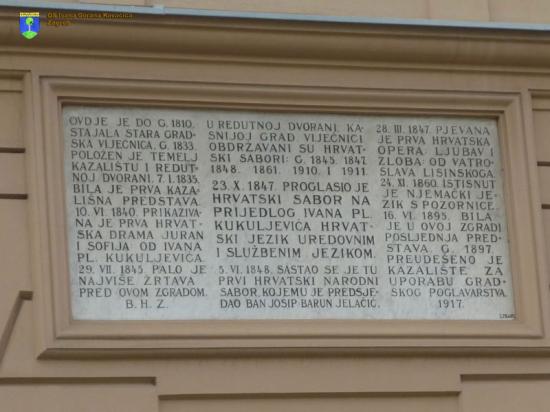 OŠ Ivana Gorana Kovačića
Zagreb
OVDJE JE DO G. 1810.
STAJALA STARA GRAD-
SKA VIJEĆNICA. G. 1833.
POLOŽEN JE TEMELJ
KAZALIŠTU I REDUT-
NOJ DVORANI. 7. I. 1835.
BILA JE PRVA KAZA-
LIŠNA PREDSTAVA.
10. VI. 1840. PRIKAZIVA-
NA JE PRVA HRVAT-
SKA DRAMA JURAN
I SOFIJA OD IVANA
PL. KUKULJEVIĆA.
29. VII. 1845. PALO JE
NAJVIŠE ŽRTAVA
PRED OVOM ZGRADOM.
B. H. Z.
U REDUTNOJ DVORANI, KA-
SNIJOJ GRAD. VIJEĆNICI
OBDRŽAVANI SU HRVAT-
SKI SABORI: G. 1845. 1847.
1848. 1861. 1910. I 1911.
23. X. 1847. PROGLASIO JE
HRVATSKI SABOR NA
PRIJEDLOG IVANA PL.
KUKULJEVIĆA HRVAT-
SKI JEZIK UREDOVNIM
I SLUŽBENIM JEZIKOM.
5. VI. 1848. SASTAO SE JE TU
PRVI HRVATSKI NARODNI
SABOR, KOJEMU JE PREDSJE-
DAO BAN JOSIP BARUN JELAČIĆ.
28. III. 1847. PJEVANA
JE PRVA HRVATSKA
OPERA: LJUBAV I
ZLOBA: OD VATRO-
SLAVA LISINSKOGA.
24. XI. 1860. ISTISNUT
JE NJEMAČKI JE-
ZIK S POZORNICE.
16. VI. 1895. BILA
JE U OVOJ ZGRADI
POSLJEDNJA PRED-
STAVA. G. 1897.
PREUDEŠENO JE
KAZALIŠTE ZA
UPORABU GRAD-
SKOG POGLAVARSTVA.
1917.